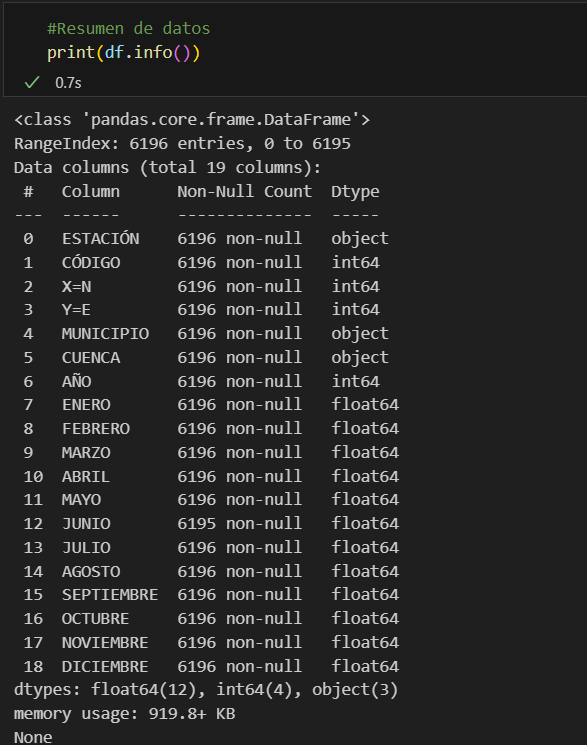 #Resumen de datos
print(df.info())
0.7s
<class 'pandas.core.frame.DataFrame'>
RangeIndex: 6196 entries, 0 to 6195
Data columns (total 19 columns):
 #   Column      Non-Null Count  Dtype
---  ------      --------------  -----
 0   ESTACIÓN    6196 non-null   object
 1   CÓDIGO      6196 non-null   int64
 2   X=N         6196 non-null   int64
 3   Y=E         6196 non-null   int64
 4   MUNICIPIO   6196 non-null   object
 5   CUENCA      6196 non-null   object
 6   AÑO         6196 non-null   int64
 7   ENERO       6196 non-null   float64
 8   FEBRERO     6196 non-null   float64
 9   MARZO       6196 non-null   float64
 10  ABRIL       6196 non-null   float64
 11  MAYO        6196 non-null   float64
 12  JUNIO       6195 non-null   float64
 13  JULIO       6196 non-null   float64
 14  AGOSTO      6196 non-null   float64
 15  SEPTIEMBRE  6196 non-null   float64
 16  OCTUBRE     6196 non-null   float64
 17  NOVIEMBRE   6196 non-null   float64
 18  DICIEMBRE   6196 non-null   float64
dtypes: float64(12), int64(4), object(3)
memory usage: 919.8+ KB
None